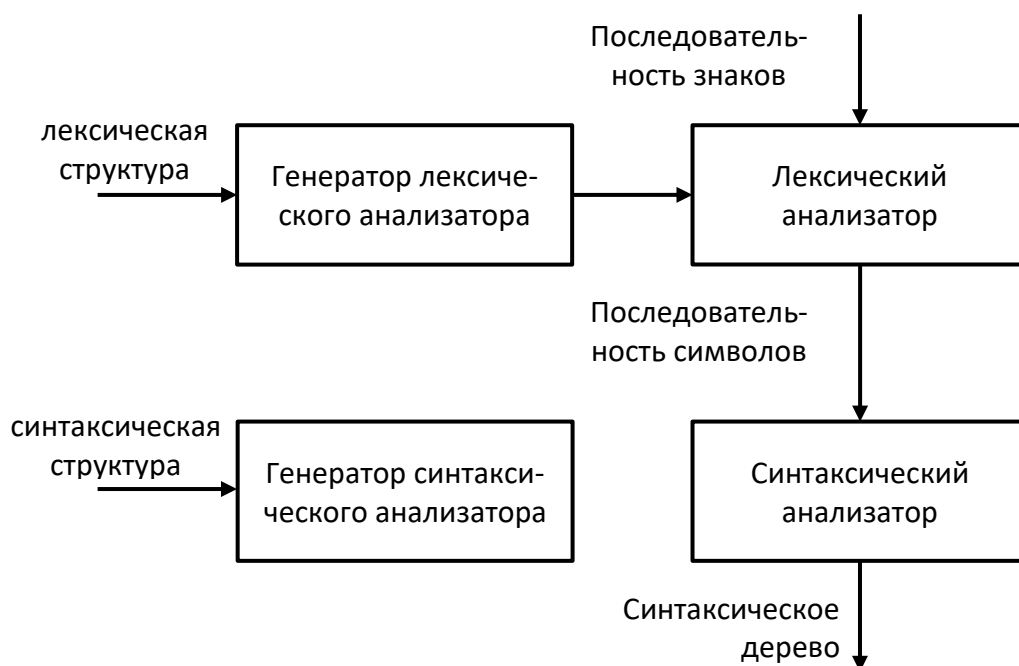 Последователь-
ность знаков
лексическая
структура
Генератор лексиче-
ского анализатора
Лексический
анализатор
Последователь-
ность символов
синтаксическая
структура
Генератор синтакси-
ческого анализатора
Синтаксический
анализатор
Синтаксическое
дерево